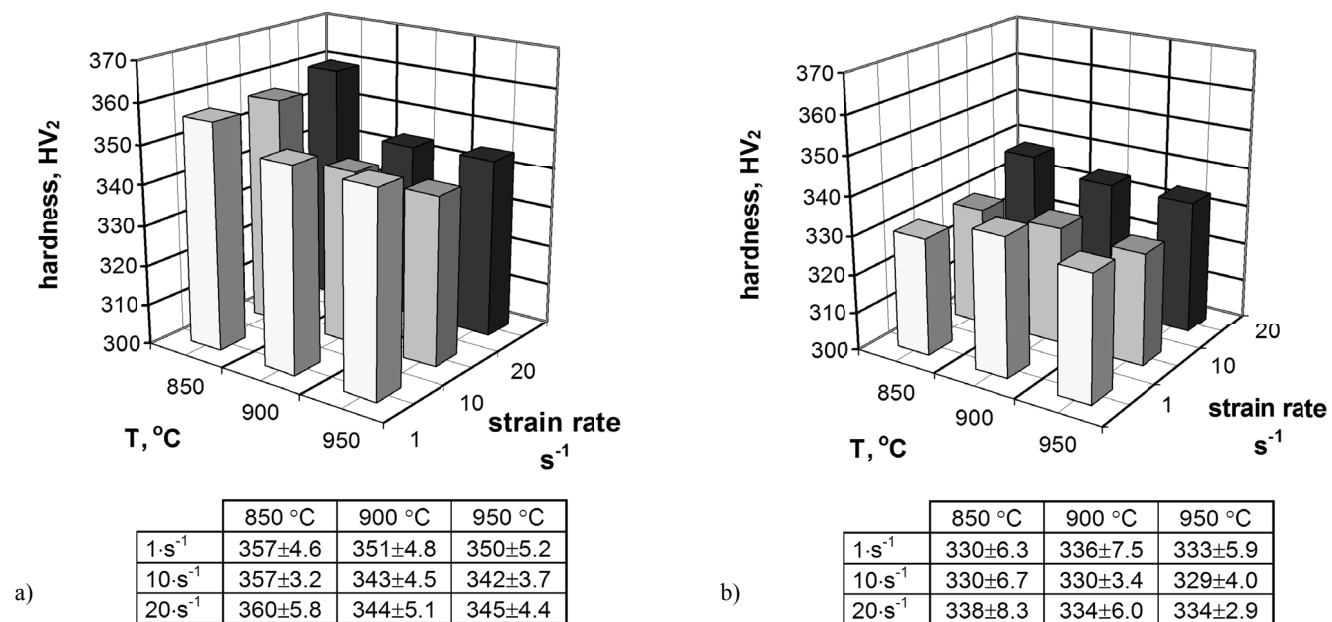 370
360
350
340
330
320
310
300
hardness, HV₂
850
900
950
T, °C
1
10
20
strain rate
s⁻¹
850 °C 900 °C 950 °C
1·s⁻¹ 357±4.6 351±4.8 350±5.2
10·s⁻¹ 357±3.2 343±4.5 342±3.7
20·s⁻¹ 360±5.8 344±5.1 345±4.4
a)
370
360
350
340
330
320
310
300
hardness, HV₂
850
900
950
T, °C
1
10
20
strain rate
s⁻¹
850 °C 900 °C 950 °C
1·s⁻¹ 330±6.3 336±7.5 333±5.9
10·s⁻¹ 330±6.7 330±3.4 329±4.0
20·s⁻¹ 338±8.3 334±6.0 334±2.9
b)